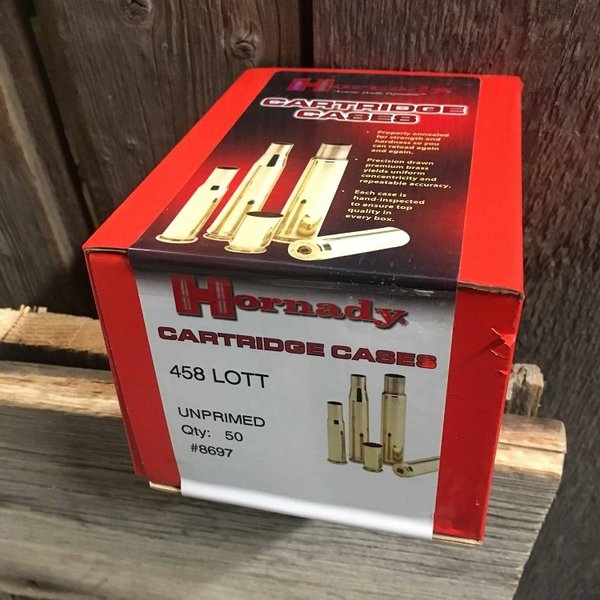 Hornady
CARTRIDGE
CASES
• Properly annealed
for strength and
hardness so you
can reload again
and again.
• Precision drawn
premium brass
yields uniform
concentricity and
repeatable accuracy.
• Each case is
hand-inspected
to ensure top
quality in
every box.
Hornady
CARTRIDGE CASES
458 LOTT
UNPRIMED
Qty: 50
#8697